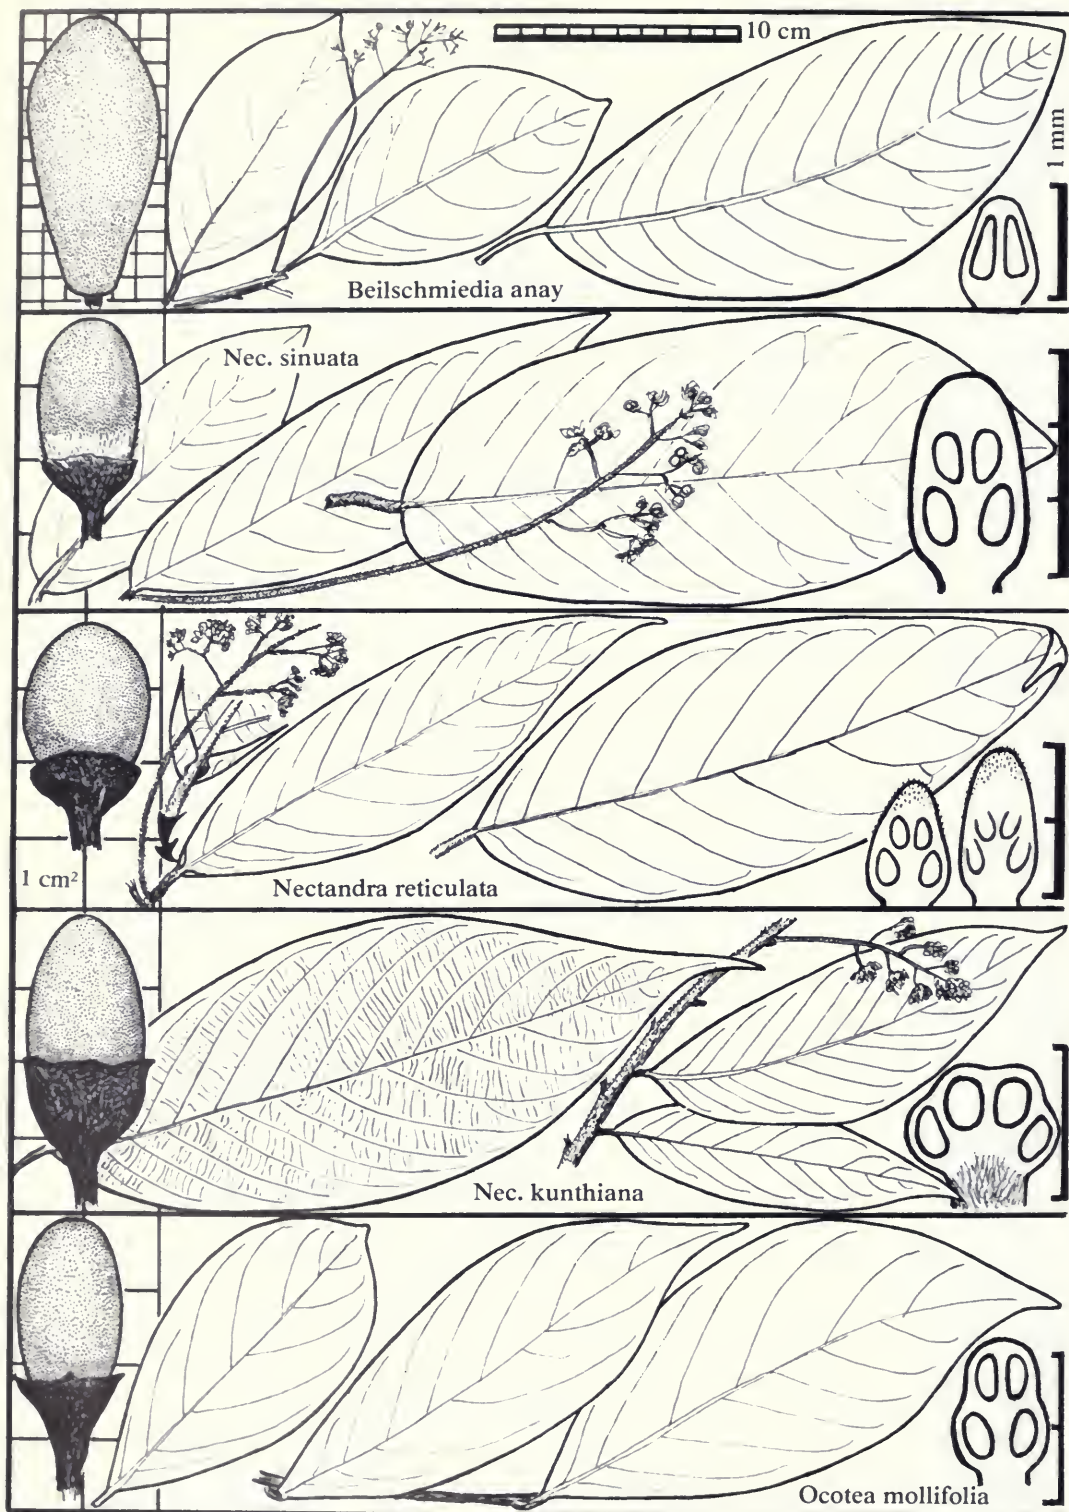 10 cm
1 mm
Beilschmiedia anay
Nec. sinuata
1 cm²
Nectandra reticulata
Nec. kunthiana
Ocotea mollifolia